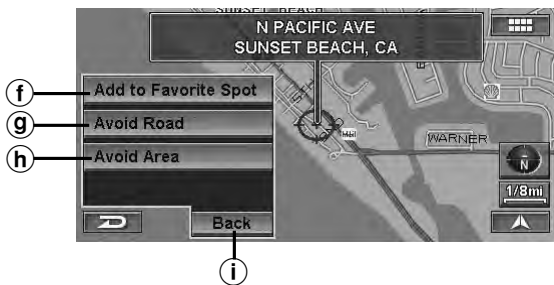 SUNSET BEACH
N PACIFIC AVE
SUNSET BEACH, CA
f
Add to Favorite Spot
g
Avoid Road
h
Avoid Area
WARNER
N
1/8mi
Back
i